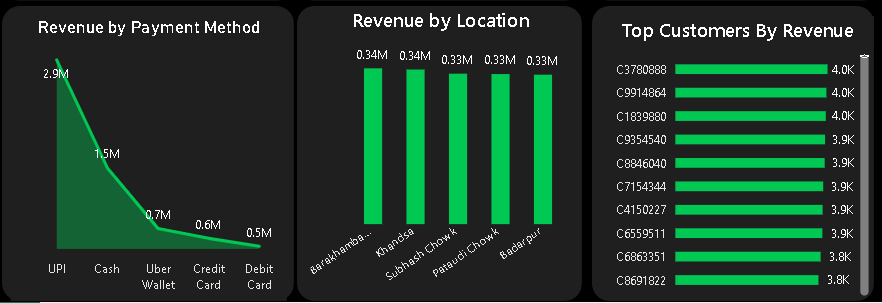 Revenue by Payment Method
2.9M
1.5M
0.7M
0.6M
0.5M
UPI
Cash
Uber
Wallet
Credit
Card
Debit
Card
Revenue by Location
0.34M
0.34M
0.33M
0.33M
0.33M
Barakhamba...
Khandsa
Subhash Chowk
Pataudi Chowk
Badarpur
Top Customers By Revenue
C3780888 4.0K
C9914864 4.0K
C1839880 4.0K
C9354540 3.9K
C8846040 3.9K
C7154344 3.9K
C4150227 3.9K
C6559511 3.9K
C6863351 3.8K
C8691822 3.8K